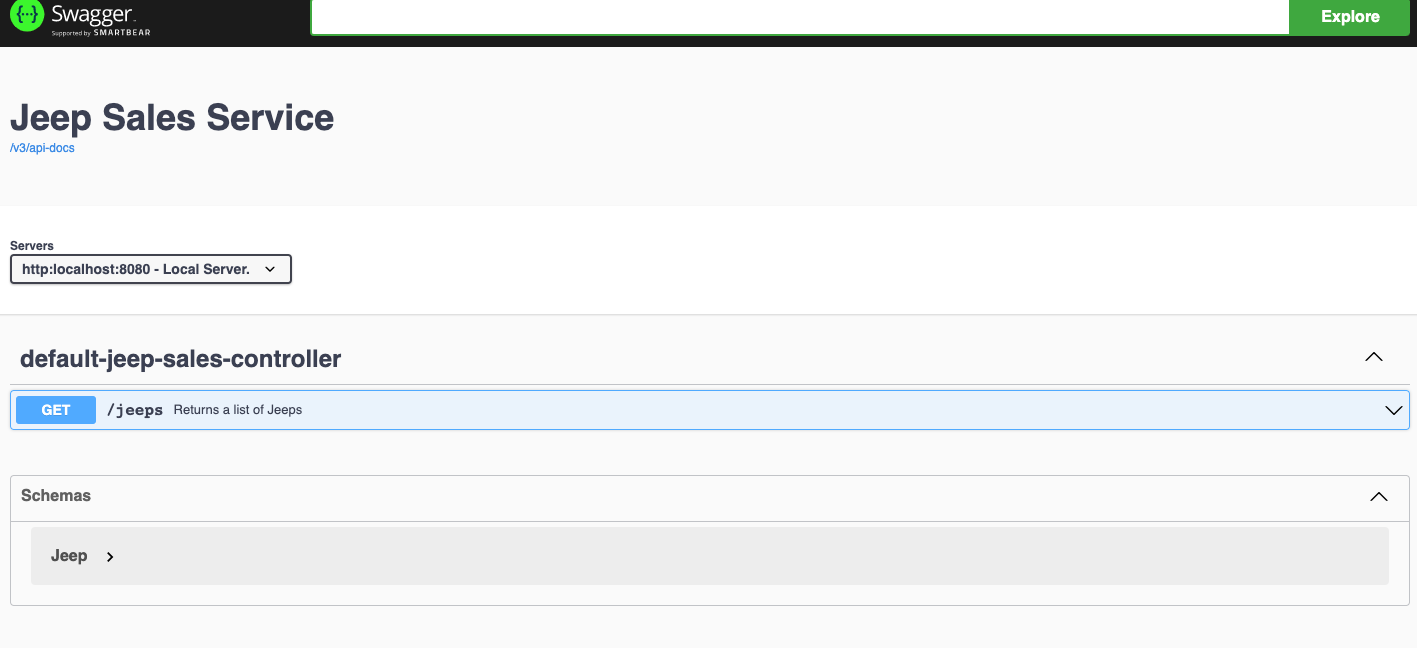 Swagger
Supported by SMARTBEAR
Explore
Jeep Sales Service
/v3/api-docs
Servers
http:localhost:8080 - Local Server.
default-jeep-sales-controller
GET /jeeps Returns a list of Jeeps
Schemas
Jeep